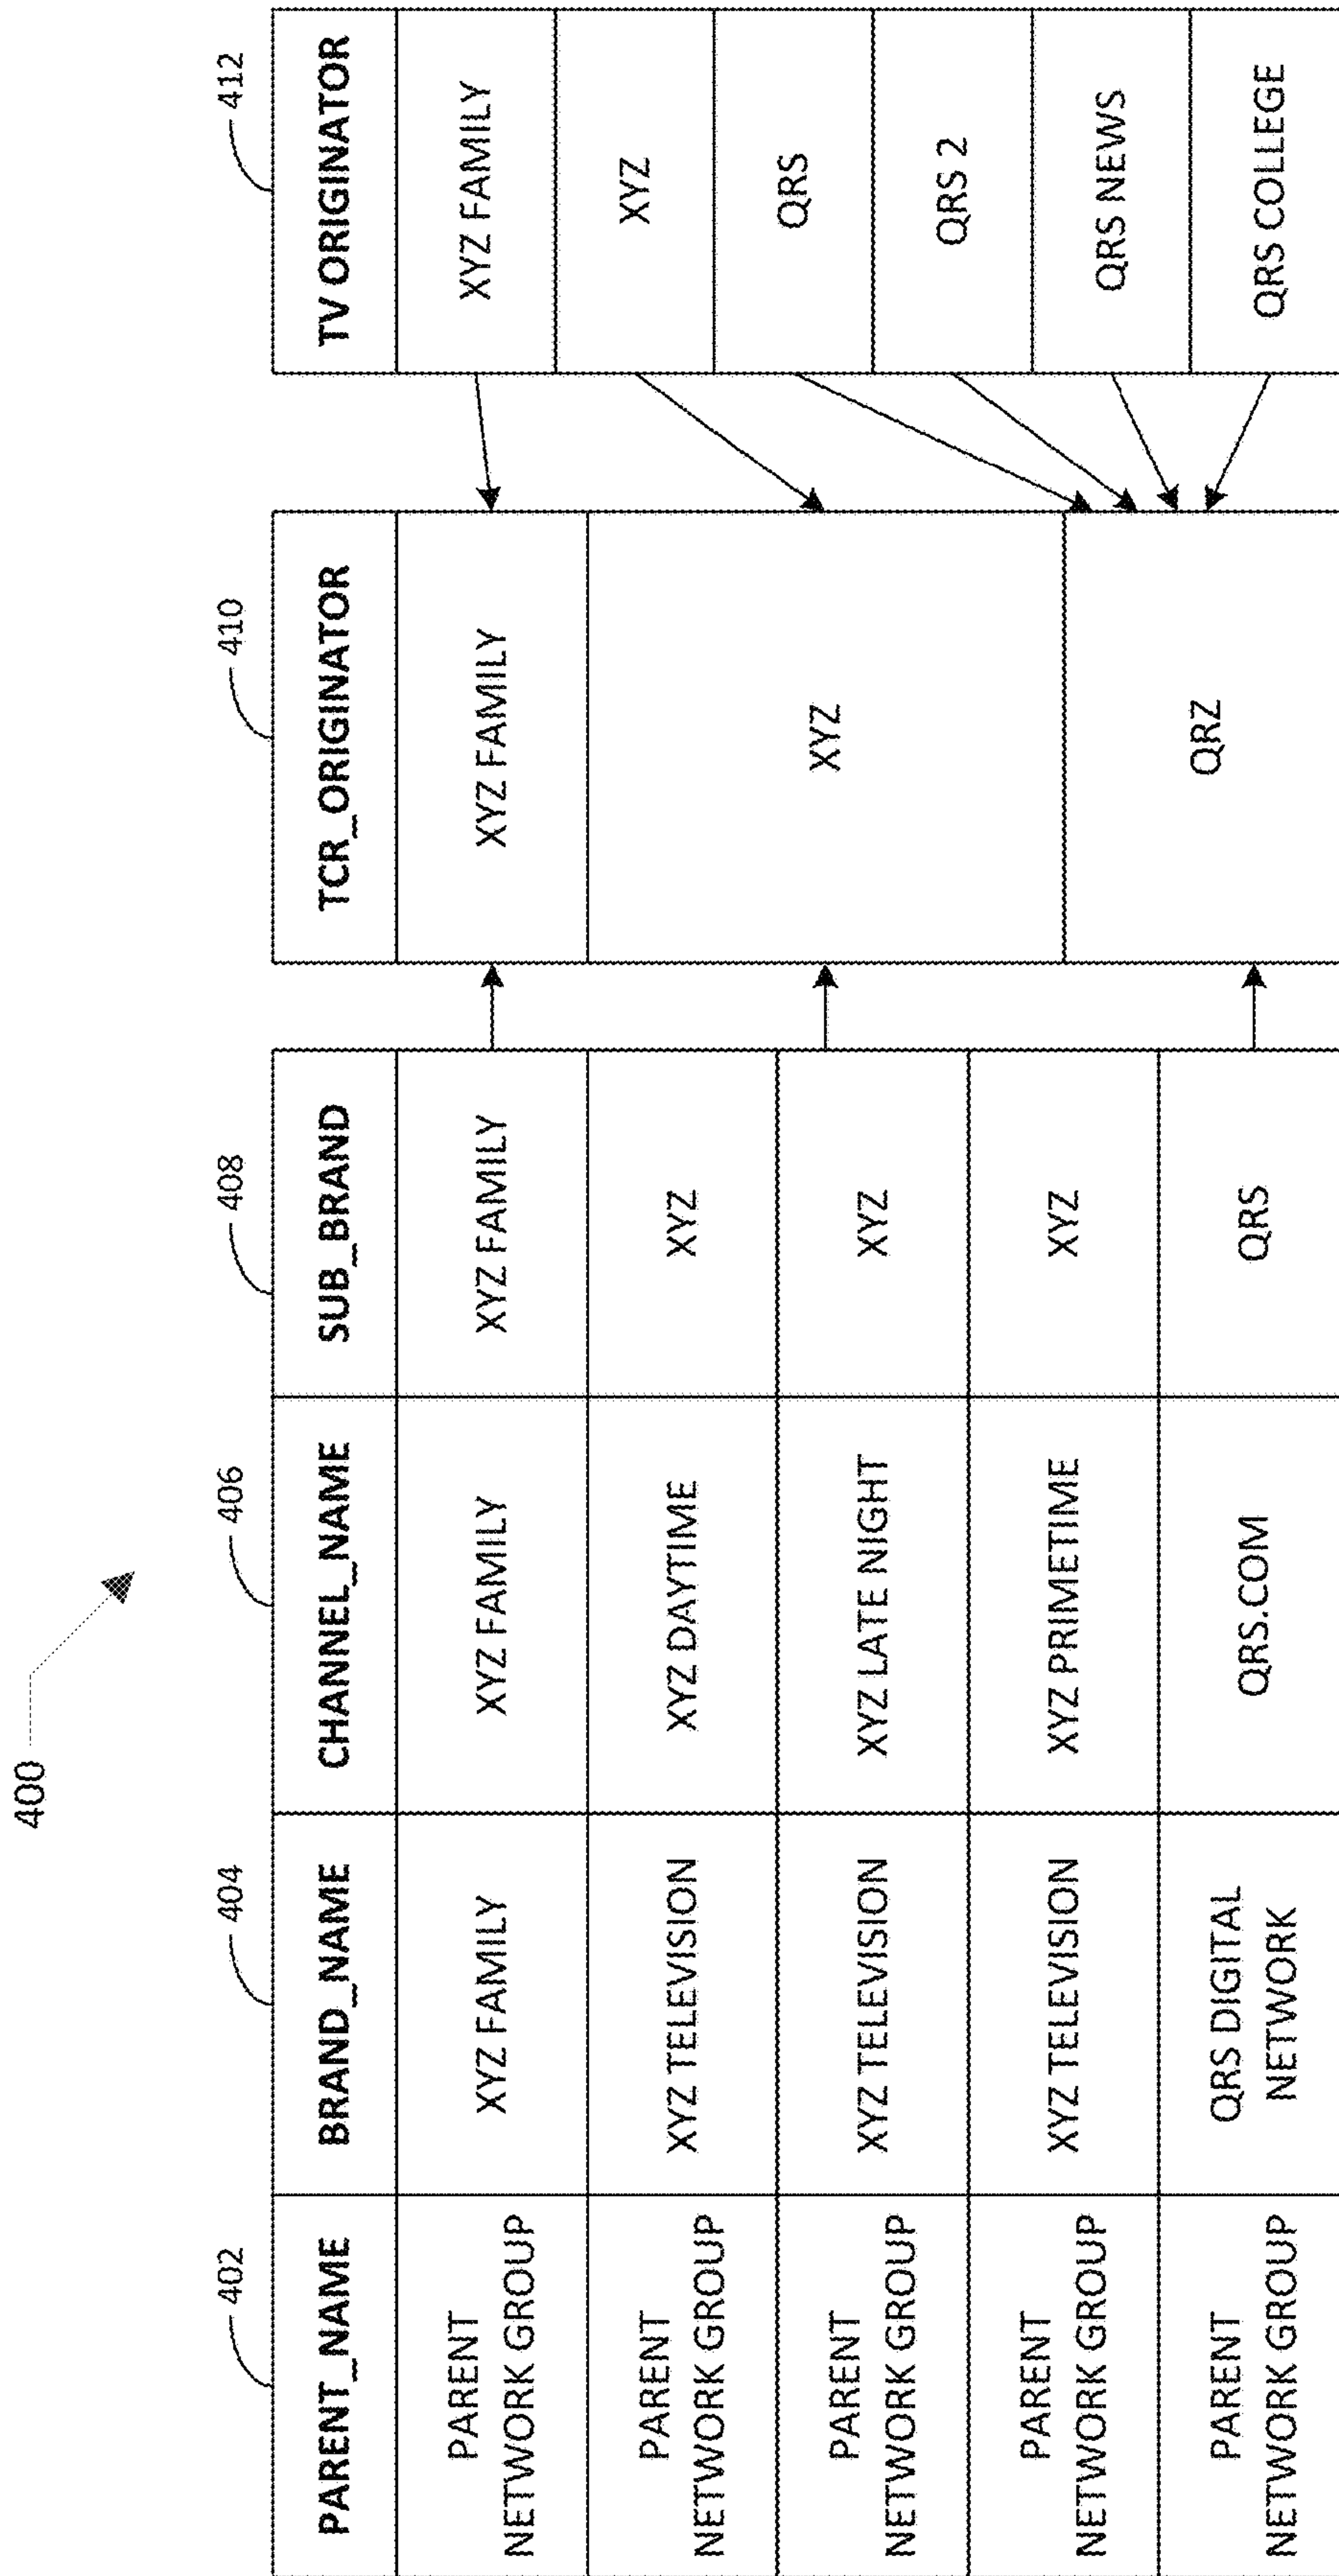 400
402
404
406
408
410
412
PARENT_NAME
BRAND_NAME
CHANNEL_NAME
SUB_BRAND
TCR_ORIGINATOR
TV ORIGINATOR
PARENT
NETWORK GROUP
XYZ FAMILY
XYZ FAMILY
XYZ FAMILY
PARENT
NETWORK GROUP
XYZ TELEVISION
XYZ DAYTIME
XYZ
PARENT
NETWORK GROUP
XYZ TELEVISION
XYZ LATE NIGHT
XYZ
PARENT
NETWORK GROUP
XYZ TELEVISION
XYZ PRIMETIME
XYZ
PARENT
NETWORK GROUP
QRS DIGITAL
NETWORK
QRS.COM
QRS
XYZ FAMILY
XYZ
QRZ
XYZ FAMILY
XYZ
QRS
QRS 2
QRS NEWS
QRS COLLEGE